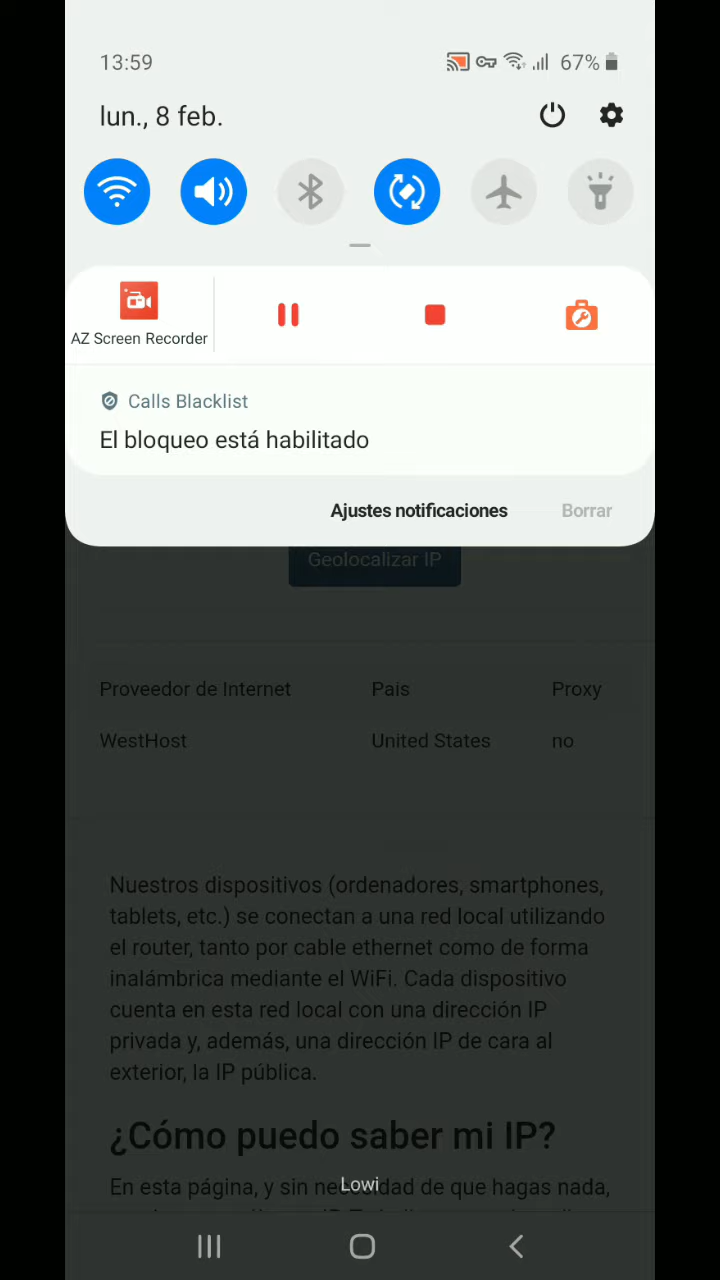 13:59
67%
lun., 8 feb.
AZ Screen Recorder
Calls Blacklist
El bloqueo está habilitado
Ajustes notificaciones
Borrar
Geolocalizar IP
Proveedor de Internet
Pais
Proxy
WestHost
United States
no
Nuestros dispositivos (ordenadores, smartphones,
tablets, etc.) se conectan a una red local utilizando
el router, tanto por cable ethernet como de forma
inalámbrica mediante el WiFi. Cada dispositivo
cuenta en esta red local con una dirección IP
privada y, además, una dirección IP de cara al
exterior, la IP pública.
¿Cómo puedo saber mi IP?
En esta página, y sin necesidad de que hagas nada,
Lowi